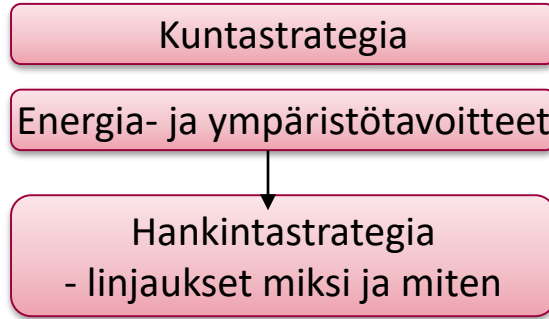 Kuntastrategia
Energia- ja ympäristötavoitteet
Hankintastrategia
- linjaukset miksi ja miten